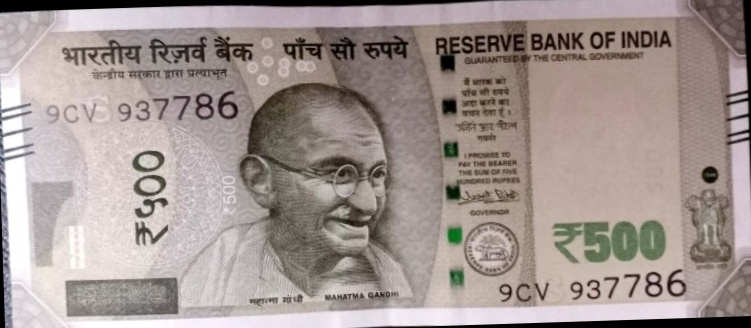 भारतीय रिज़र्व बैंक पाँच सौ रुपये RESERVE BANK OF INDIA
केन्द्रीय सरकार द्वारा प्रत्याभूत GUARANTEED BY THE CENTRAL GOVERNMENT
9CV 937786
मैं धारक को
पाँच सौ रुपये
अदा करने का
वचन देता हूँ।
गवर्नर
I PROMISE TO
PAY THE BEARER
THE SUM OF FIVE
HUNDRED RUPEES
GOVERNOR
₹५००
₹500
₹500
9CV 937786
महात्मा गांधी MAHATMA GANDHI